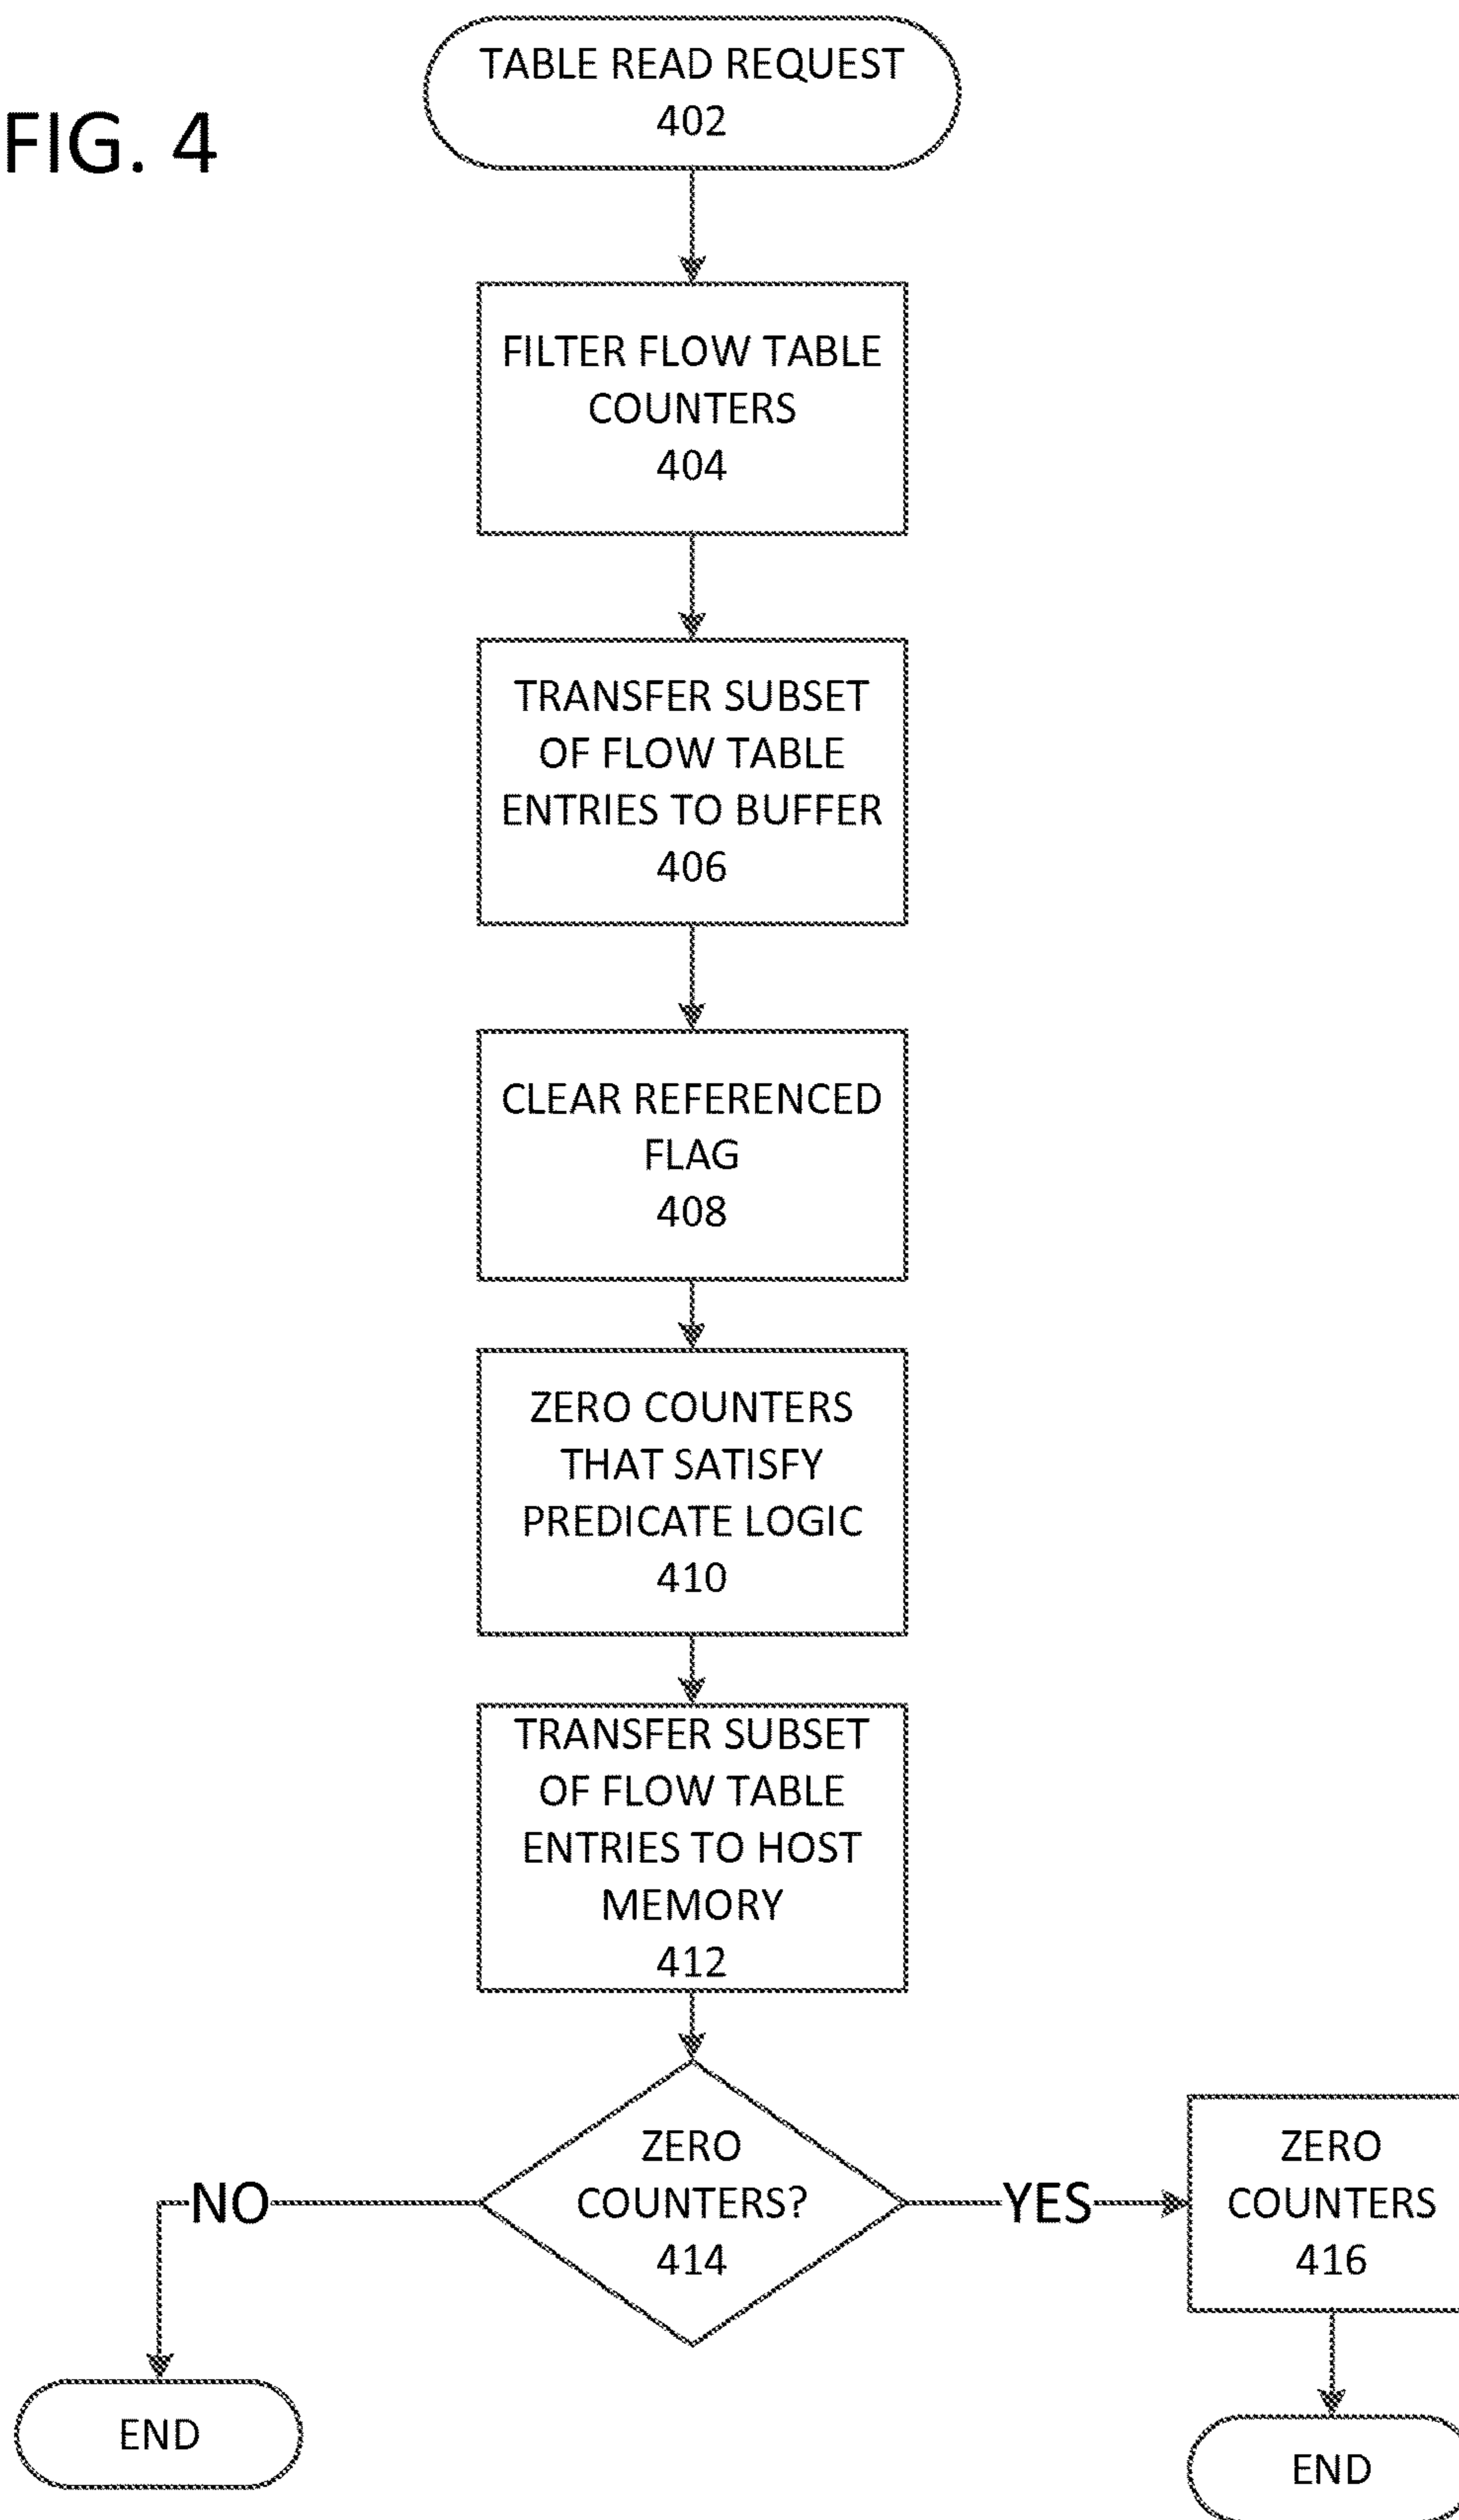 FIG. 4
TABLE READ REQUEST
402
FILTER FLOW TABLE
COUNTERS
404
TRANSFER SUBSET
OF FLOW TABLE
ENTRIES TO BUFFER
406
CLEAR REFERENCED
FLAG
408
ZERO COUNTERS
THAT SATISFY
PREDICATE LOGIC
410
TRANSFER SUBSET
OF FLOW TABLE
ENTRIES TO HOST
MEMORY
412
ZERO
COUNTERS?
414
NO
YES
ZERO
COUNTERS
416
END
END